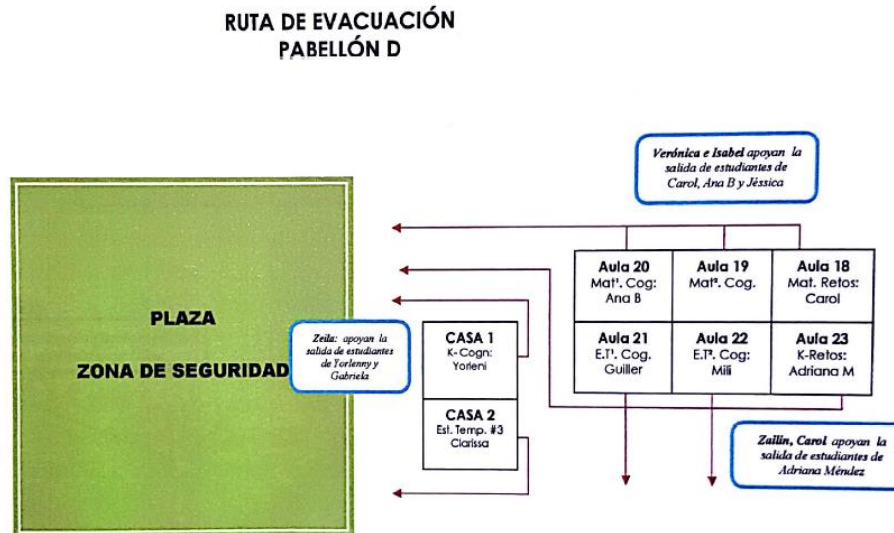 RUTA DE EVACUACIÓN
PABELLÓN D
Verónica e Isabel apoyan la
salida de estudiantes de
Carol, Ana B y Jéssica
PLAZA
ZONA DE SEGURIDAD
Zeila: apoyan la
salida de estudiantes
de Yorlenny y
Gabriela
CASA 1
K-Cogn:
Yorleni
CASA 2
Est. Temp. #3
Clarissa
Aula 20
Mat¹. Cog:
Ana B
Aula 19
Mat². Cog.
Aula 18
Mat. Retos:
Carol
Aula 21
E.T¹. Cog.
Guiller
Aula 22
E.T². Cog:
Mili
Aula 23
K-Retos:
Adriana M
Zailin, Carol apoyan la
salida de estudiantes de
Adriana Méndez